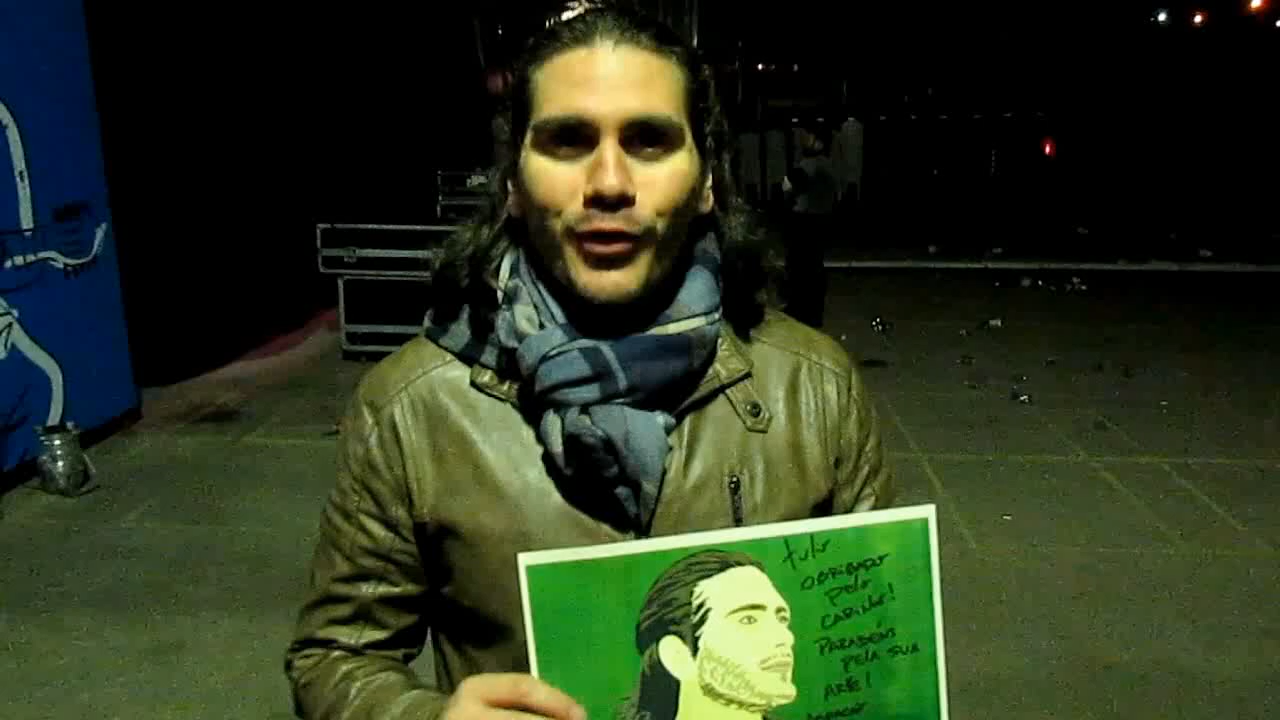 OBRIGADO
pelo
CARINHO!
PARABÉNS
PELA SUA
ARTE!